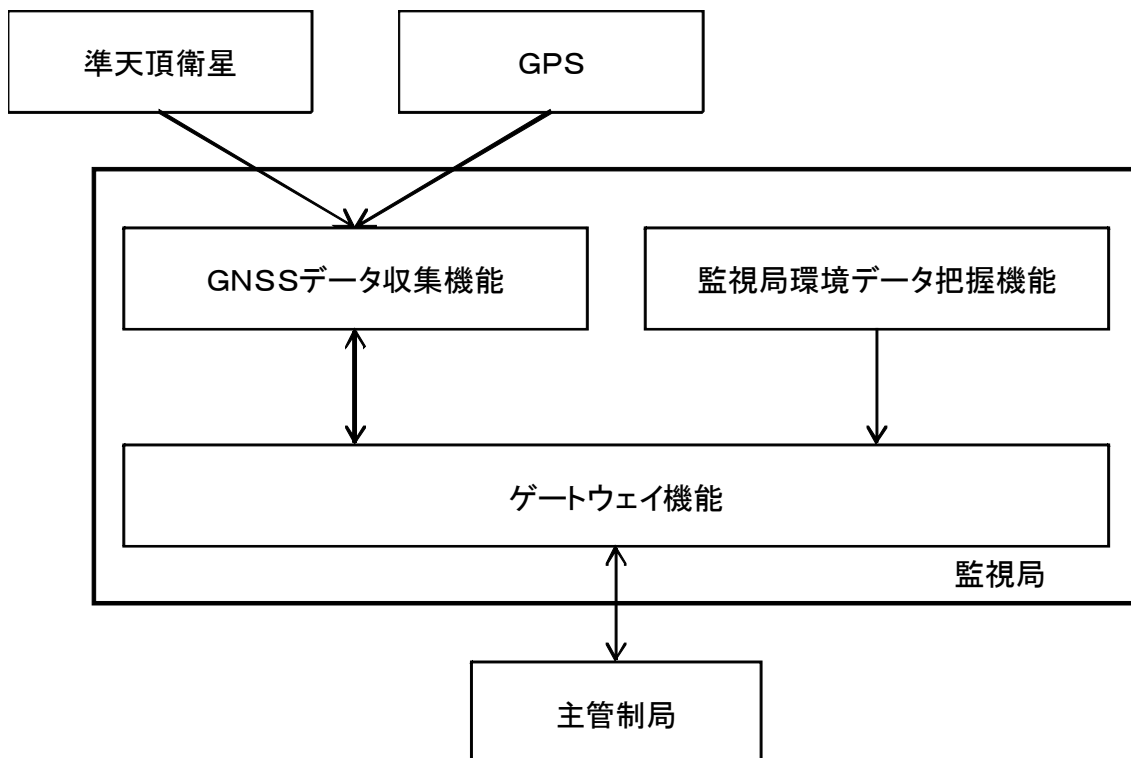 準天頂衛星
GPS
GNSSデータ収集機能
監視局環境データ把握機能
ゲートウェイ機能
監視局
主管制局